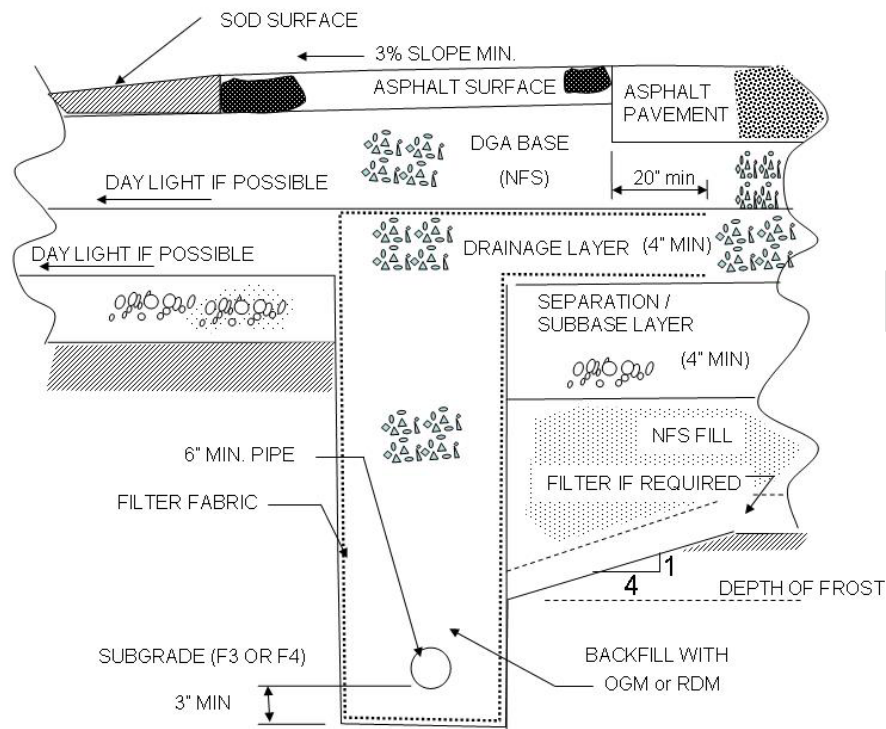 SOD SURFACE
3% SLOPE MIN.
ASPHALT SURFACE
ASPHALT
PAVEMENT
DGA BASE
(NFS)
20" min
DAY LIGHT IF POSSIBLE
DAY LIGHT IF POSSIBLE
DRAINAGE LAYER (4" MIN)
SEPARATION /
SUBBASE LAYER
(4" MIN)
NFS FILL
6" MIN. PIPE
FILTER IF REQUIRED
FILTER FABRIC
1
4
DEPTH OF FROST
SUBGRADE (F3 OR F4)
3" MIN
BACKFILL WITH
OGM or RDM